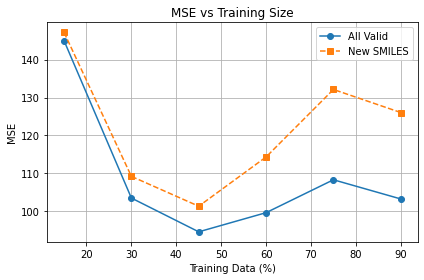 MSE vs Training Size
All Valid
New SMILES
MSE
140
130
120
110
100
20 30 40 50 60 70 80 90
Training Data (%)